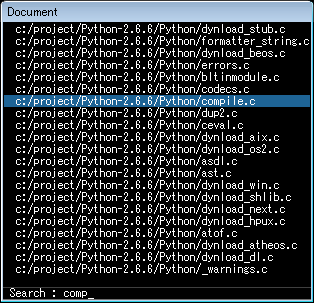 Document
c:/project/Python-2.6.6/Python/dynload_stub.c
c:/project/Python-2.6.6/Python/formatter_string.c
c:/project/Python-2.6.6/Python/dynload_beos.c
c:/project/Python-2.6.6/Python/errors.c
c:/project/Python-2.6.6/Python/bltinmodule.c
c:/project/Python-2.6.6/Python/codecs.c
c:/project/Python-2.6.6/Python/compile.c
c:/project/Python-2.6.6/Python/dup2.c
c:/project/Python-2.6.6/Python/ceval.c
c:/project/Python-2.6.6/Python/dynload_aix.c
c:/project/Python-2.6.6/Python/dynload_os2.c
c:/project/Python-2.6.6/Python/asdl.c
c:/project/Python-2.6.6/Python/ast.c
c:/project/Python-2.6.6/Python/dynload_win.c
c:/project/Python-2.6.6/Python/dynload_shlib.c
c:/project/Python-2.6.6/Python/dynload_next.c
c:/project/Python-2.6.6/Python/dynload_hpux.c
c:/project/Python-2.6.6/Python/atof.c
c:/project/Python-2.6.6/Python/dynload_atheos.c
c:/project/Python-2.6.6/Python/dynload_dl.c
c:/project/Python-2.6.6/Python/_warnings.c
Search : comp_